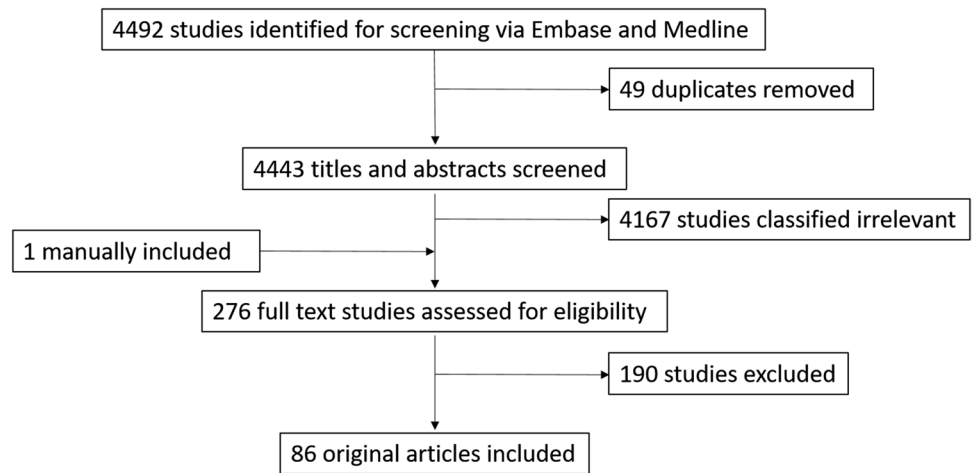 4492 studies identified for screening via Embase and Medline
49 duplicates removed
4443 titles and abstracts screened
4167 studies classified irrelevant
1 manually included
276 full text studies assessed for eligibility
190 studies excluded
86 original articles included